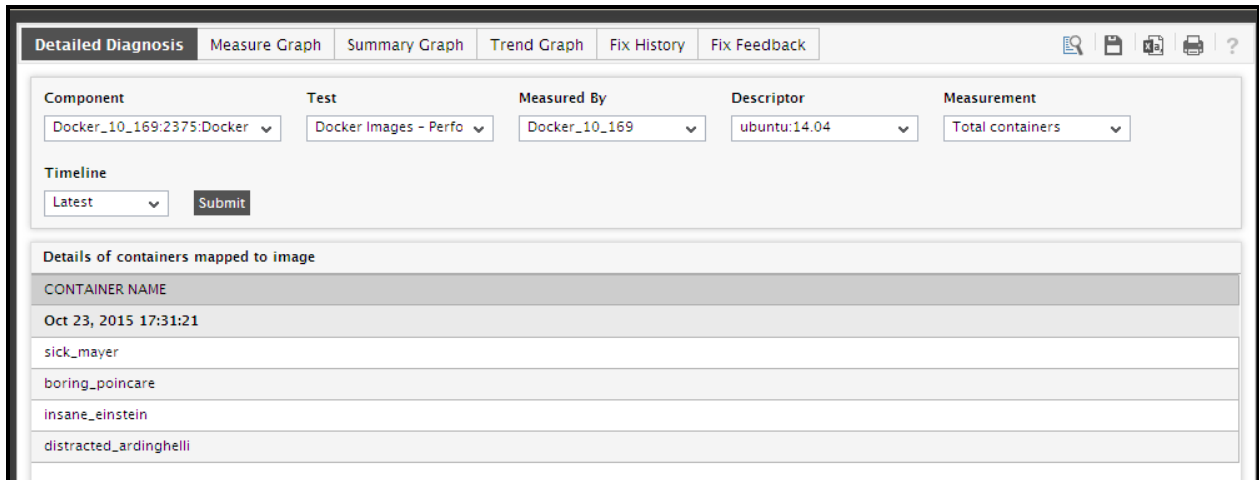 Detailed Diagnosis Measure Graph Summary Graph Trend Graph Fix History Fix Feedback ?
Component Test Measured By Descriptor Measurement
Docker_10_169:2375:Docker Docker Images - Perfo Docker_10_169 ubuntu:14.04 Total containers
Timeline
Latest Submit
Details of containers mapped to image
CONTAINER NAME
Oct 23, 2015 17:31:21
sick_mayer
boring_poincare
insane_einstein
distracted_ardinghelli